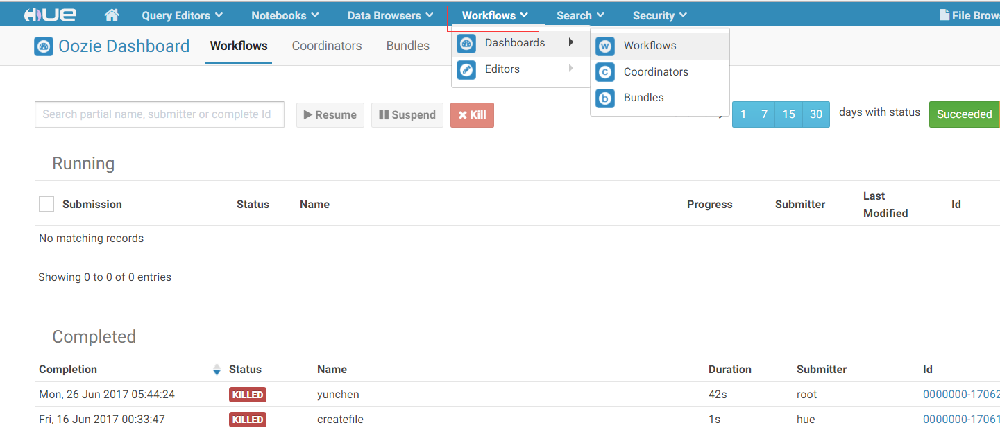 HUE Query Editors Notebooks Data Browsers Workflows Search Security File Brow
Oozie Dashboard Workflows Coordinators Bundles
Dashboards
Editors
Workflows
Coordinators
Bundles
Search partial name, submitter or complete Id Resume Suspend Kill 1 7 15 30 days with status Succeeded
Running
Submission Status Name Progress Submitter Last Modified Id
No matching records
Showing 0 to 0 of 0 entries
Completed
Completion Status Name Duration Submitter Id
Mon, 26 Jun 2017 05:44:24 KILLED yunchen 42s root 0000000-17062
Fri, 16 Jun 2017 00:33:47 KILLED createfile 1s hue 0000000-17061